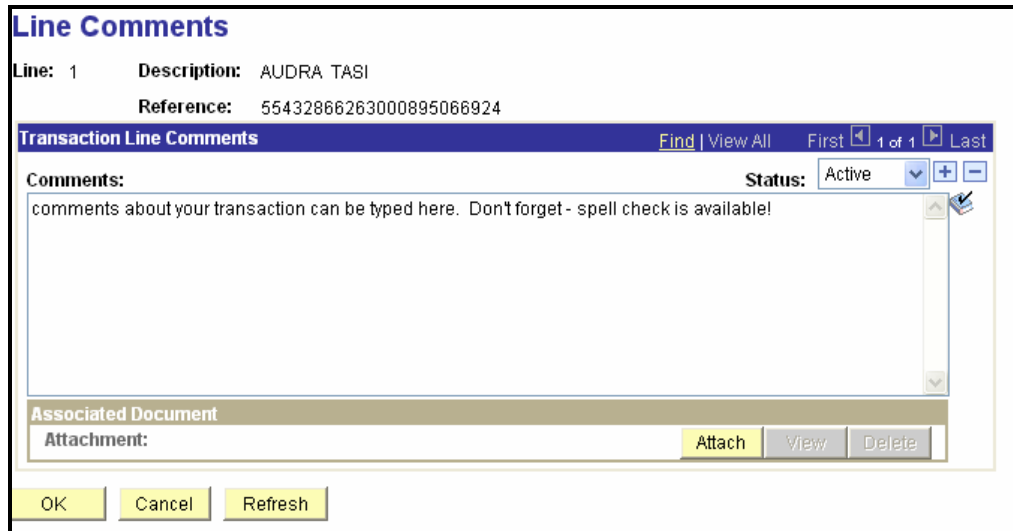 Line Comments
Line: 1 Description: AUDRA TASI
Reference: 55432866263000895066924
Transaction Line Comments Find | View All First 1 of 1 Last
Comments: Status: Active
comments about your transaction can be typed here. Don't forget - spell check is available!
Associated Document
Attachment: Attach View Delete
OK Cancel Refresh